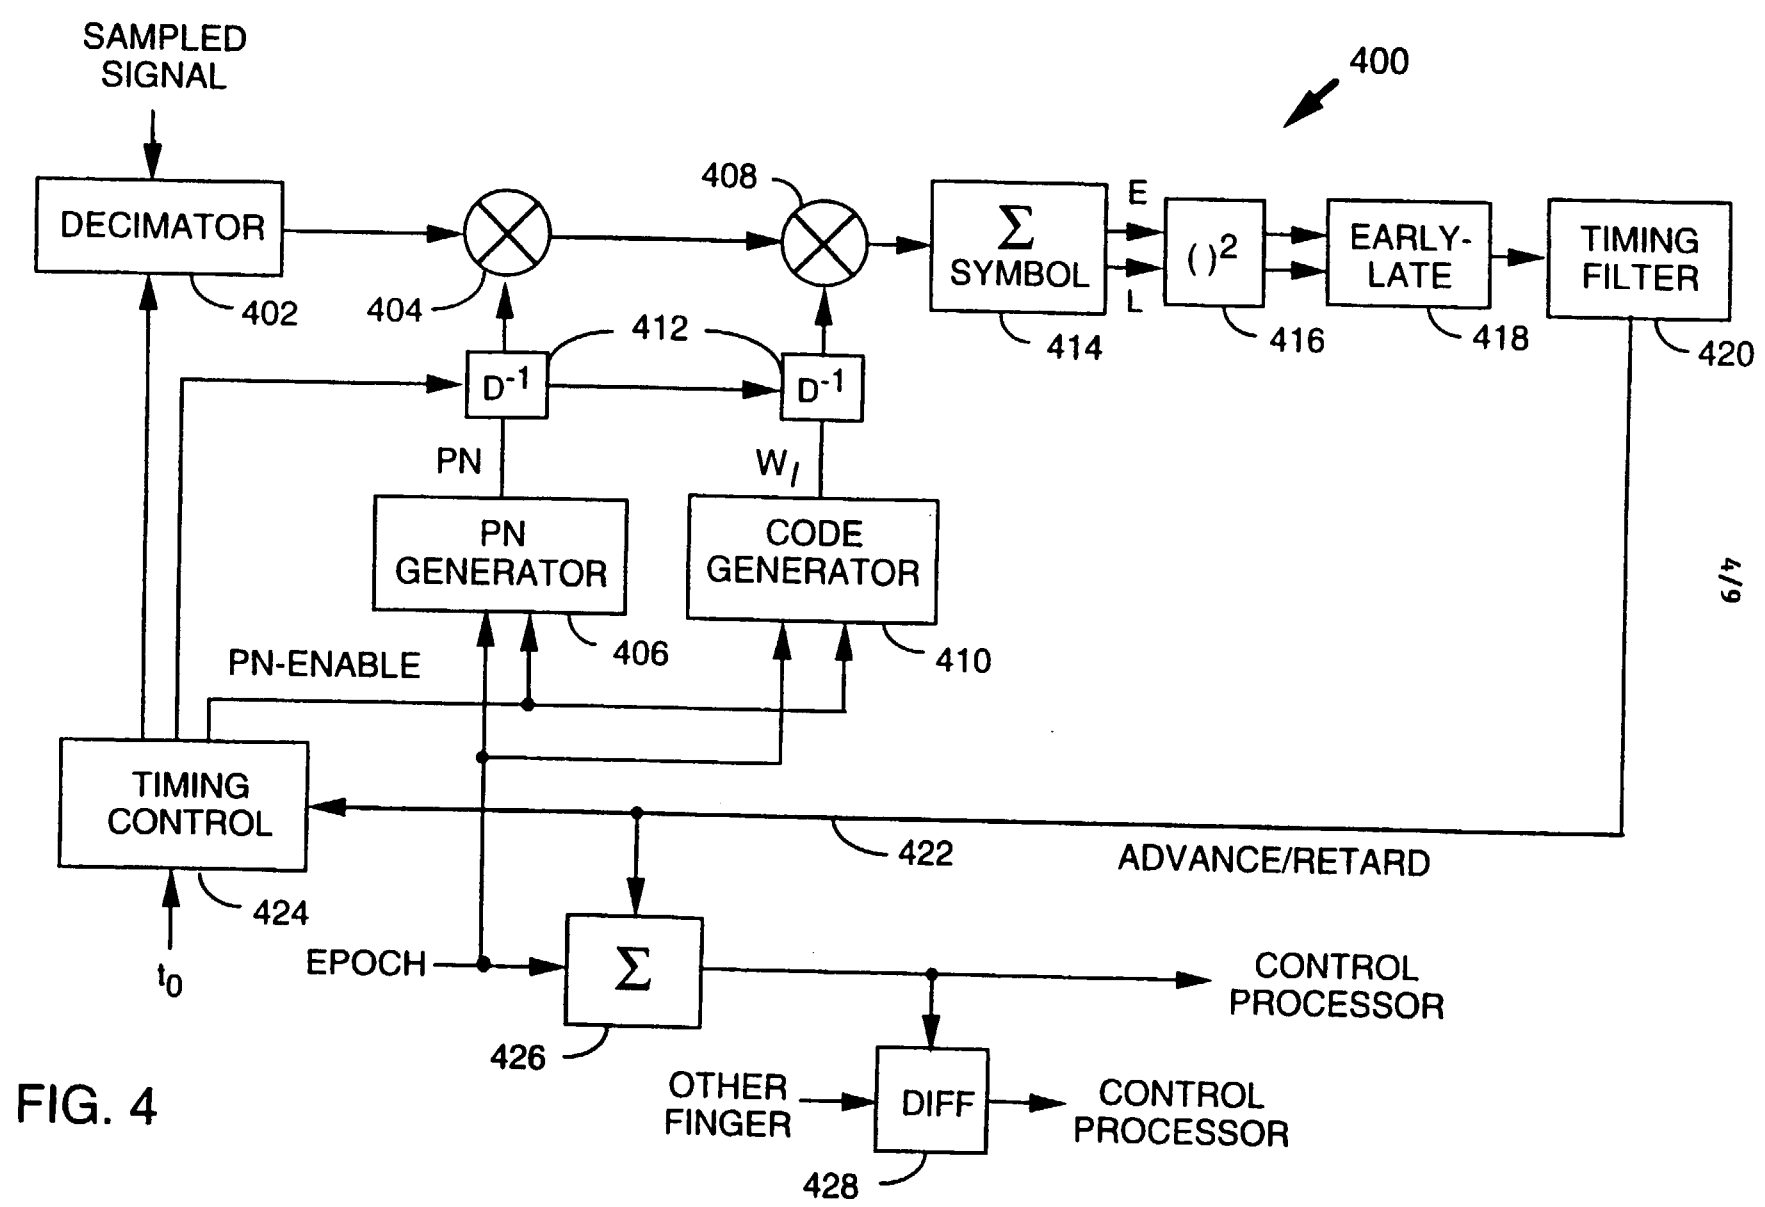 SAMPLED
SIGNAL
400
408
E
DECIMATOR
Σ
SYMBOL
( )²
EARLY-
LATE
TIMING
FILTER
402
404
412
L
414
416
418
420
D⁻¹
D⁻¹
PN
W_l
PN
GENERATOR
CODE
GENERATOR
4/9
406
410
PN-ENABLE
TIMING
CONTROL
422
ADVANCE/RETARD
424
t₀
EPOCH
Σ
CONTROL
PROCESSOR
426
OTHER
FINGER
DIFF
CONTROL
PROCESSOR
428
FIG. 4